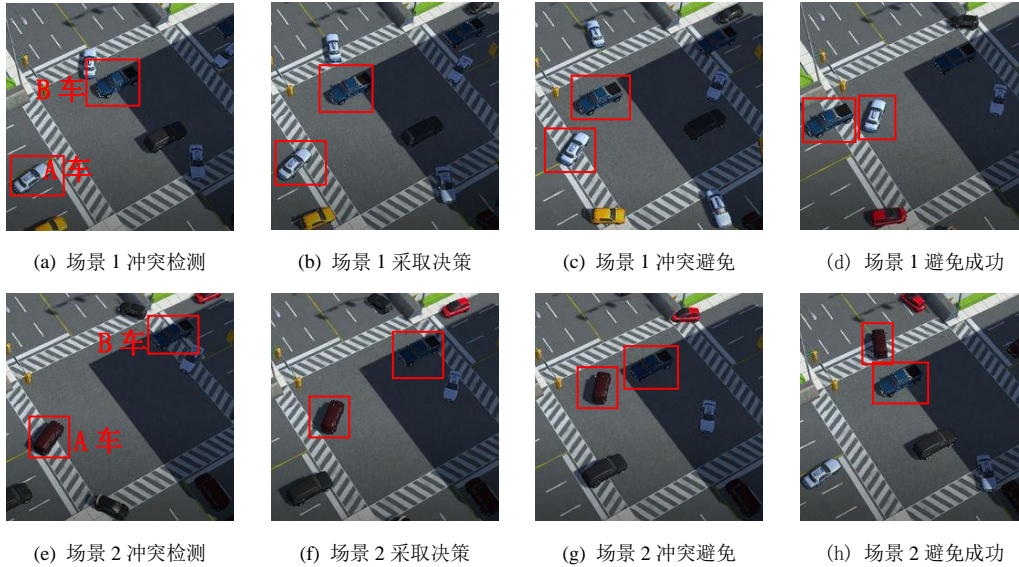 B 车
A 车
(a) 场景 1 冲突检测
(b) 场景 1 采取决策
(c) 场景 1 冲突避免
(d) 场景 1 避免成功
B 车
A 车
(e) 场景 2 冲突检测
(f) 场景 2 采取决策
(g) 场景 2 冲突避免
(h) 场景 2 避免成功